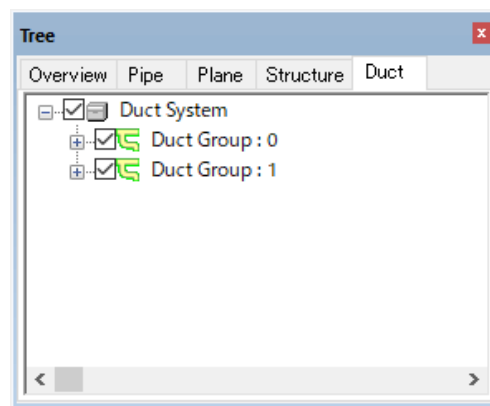 Tree
Overview Pipe Plane Structure Duct
Duct System
Duct Group : 0
Duct Group : 1